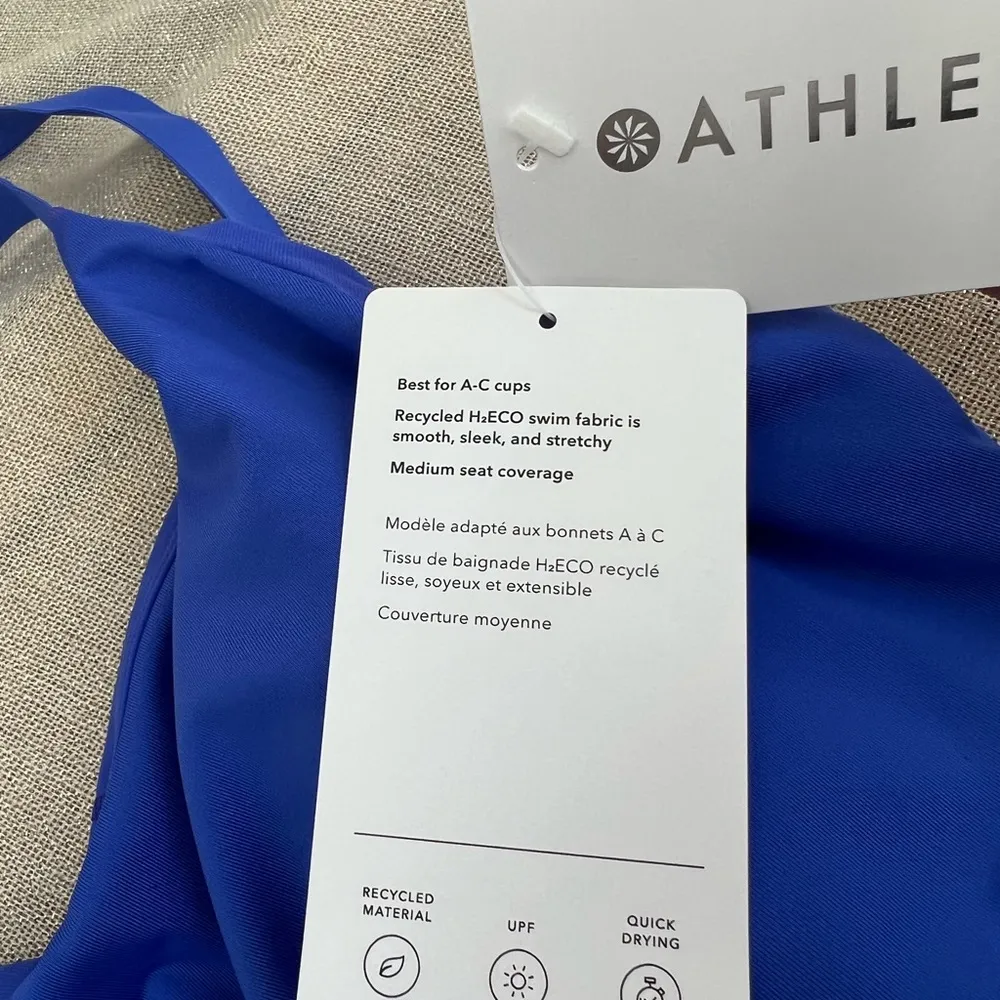 ATHLE
Best for A-C cups
Recycled H₂ECO swim fabric is
smooth, sleek, and stretchy
Medium seat coverage
Modèle adapté aux bonnets A à C
Tissu de baignade H₂ECO recyclé
lisse, soyeux et extensible
Couverture moyenne
RECYCLED
MATERIAL
UPF
QUICK
DRYING